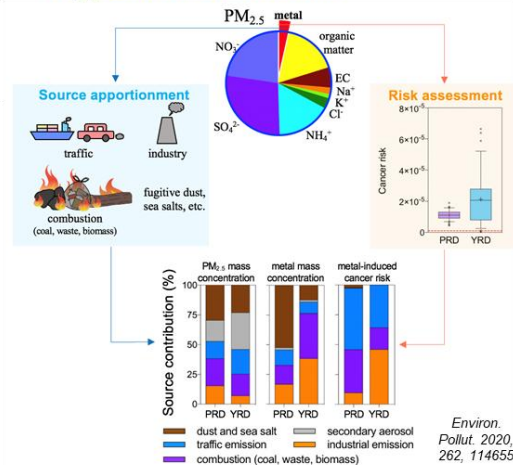 PM2.5
metal
NO3-
organic
matter
EC
Na+
K+
Cl-
NH4+
SO42-
Source apportionment
traffic
industry
combustion
(coal, waste, biomass)
fugitive dust,
sea salts, etc.
Risk assessment
Cancer risk
8×10-5
6×10-5
4×10-5
2×10-5
0
PRD YRD
PM2.5 mass
concentration
metal mass
concentration
metal-induced
cancer risk
Source contribution (%)
100
75
50
25
0
PRD YRD
PRD YRD
PRD YRD
dust and sea salt
secondary aerosol
traffic emission
industrial emission
combustion (coal, waste, biomass)
Environ.
Pollut. 2020,
262, 114655